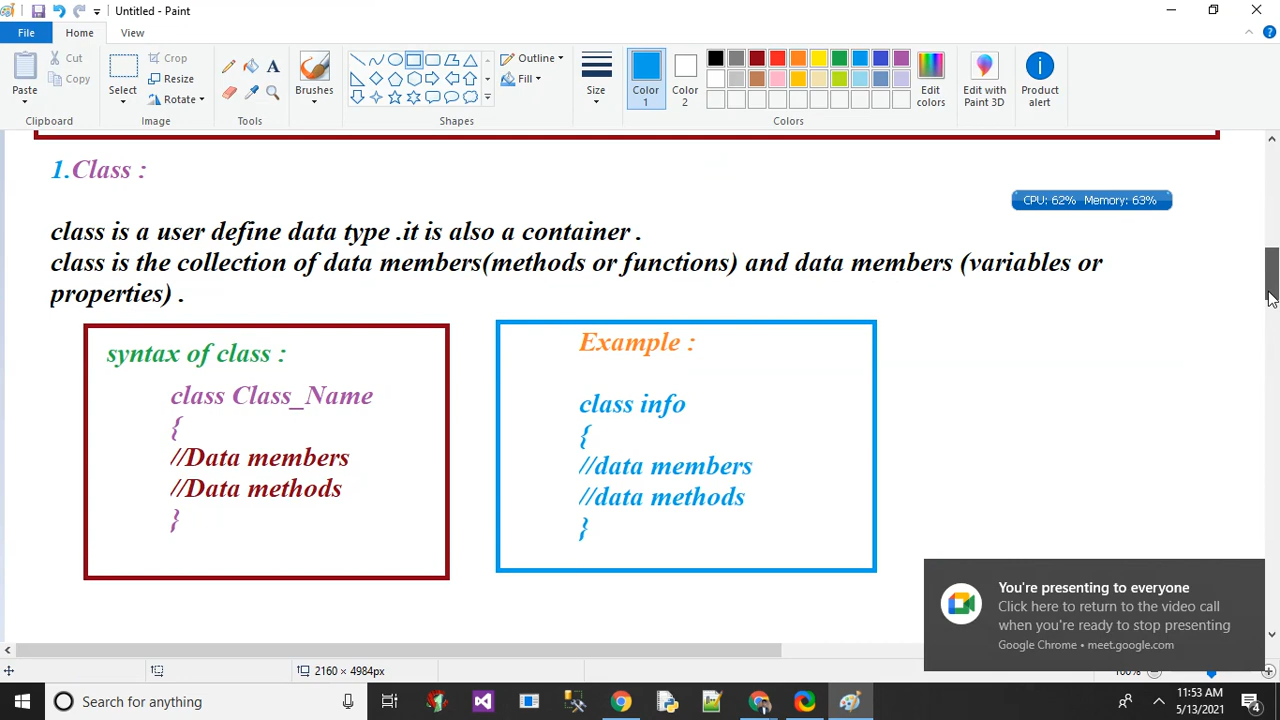 Untitled - Paint
File
Home
View
Paste
Cut
Copy
Clipboard
Select
Crop
Resize
Rotate
Image
Tools
Brushes
Outline
Fill
Shapes
Size
Color
1
Color
2
Edit
colors
Colors
Edit with
Paint 3D
Product
alert
1.Class :
CPU: 62% Memory: 63%
class is a user define data type .it is also a container .
class is the collection of data members(methods or functions) and data members (variables or
properties) .
syntax of class :
class Class_Name
{
//Data members
//Data methods
}
Example :
class info
{
//data members
//data methods
}
You're presenting to everyone
Click here to return to the video call
when you're ready to stop presenting
Google Chrome • meet.google.com
2160 × 4984px
100%
Search for anything
11:53 AM
5/13/2021
4